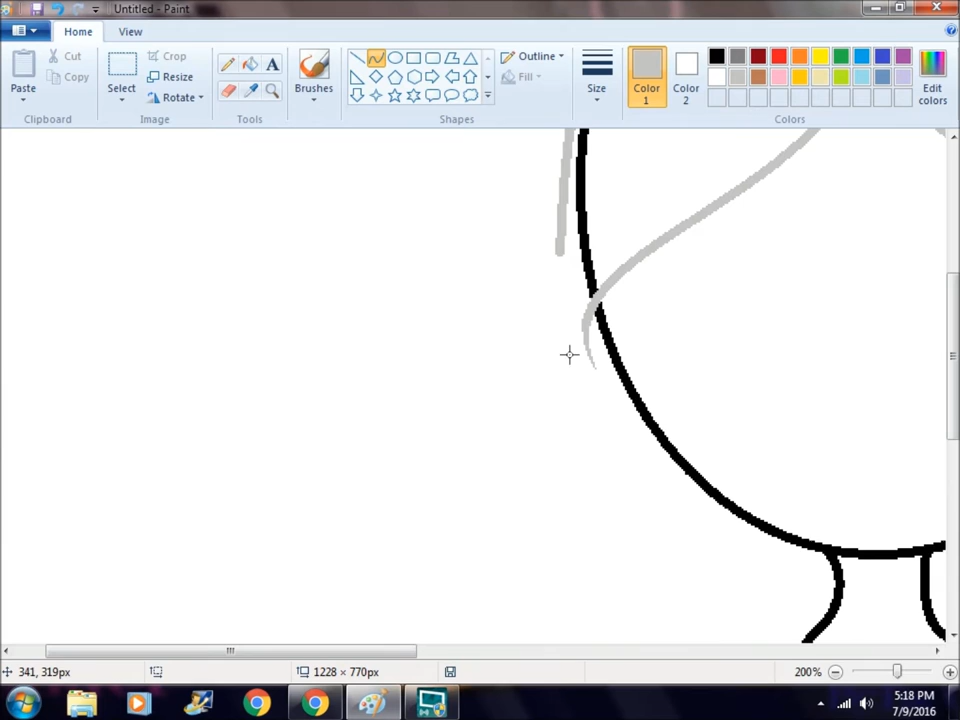 Untitled - Paint
Home View
Paste
Cut
Copy
Clipboard
Select
Crop
Resize
Rotate
Image
A
Tools
Brushes
Outline
Fill
Shapes
Size
Color 1
Color 2
Edit colors
Colors
341, 319px
1228 × 770px
200%
5:18 PM
7/9/2016